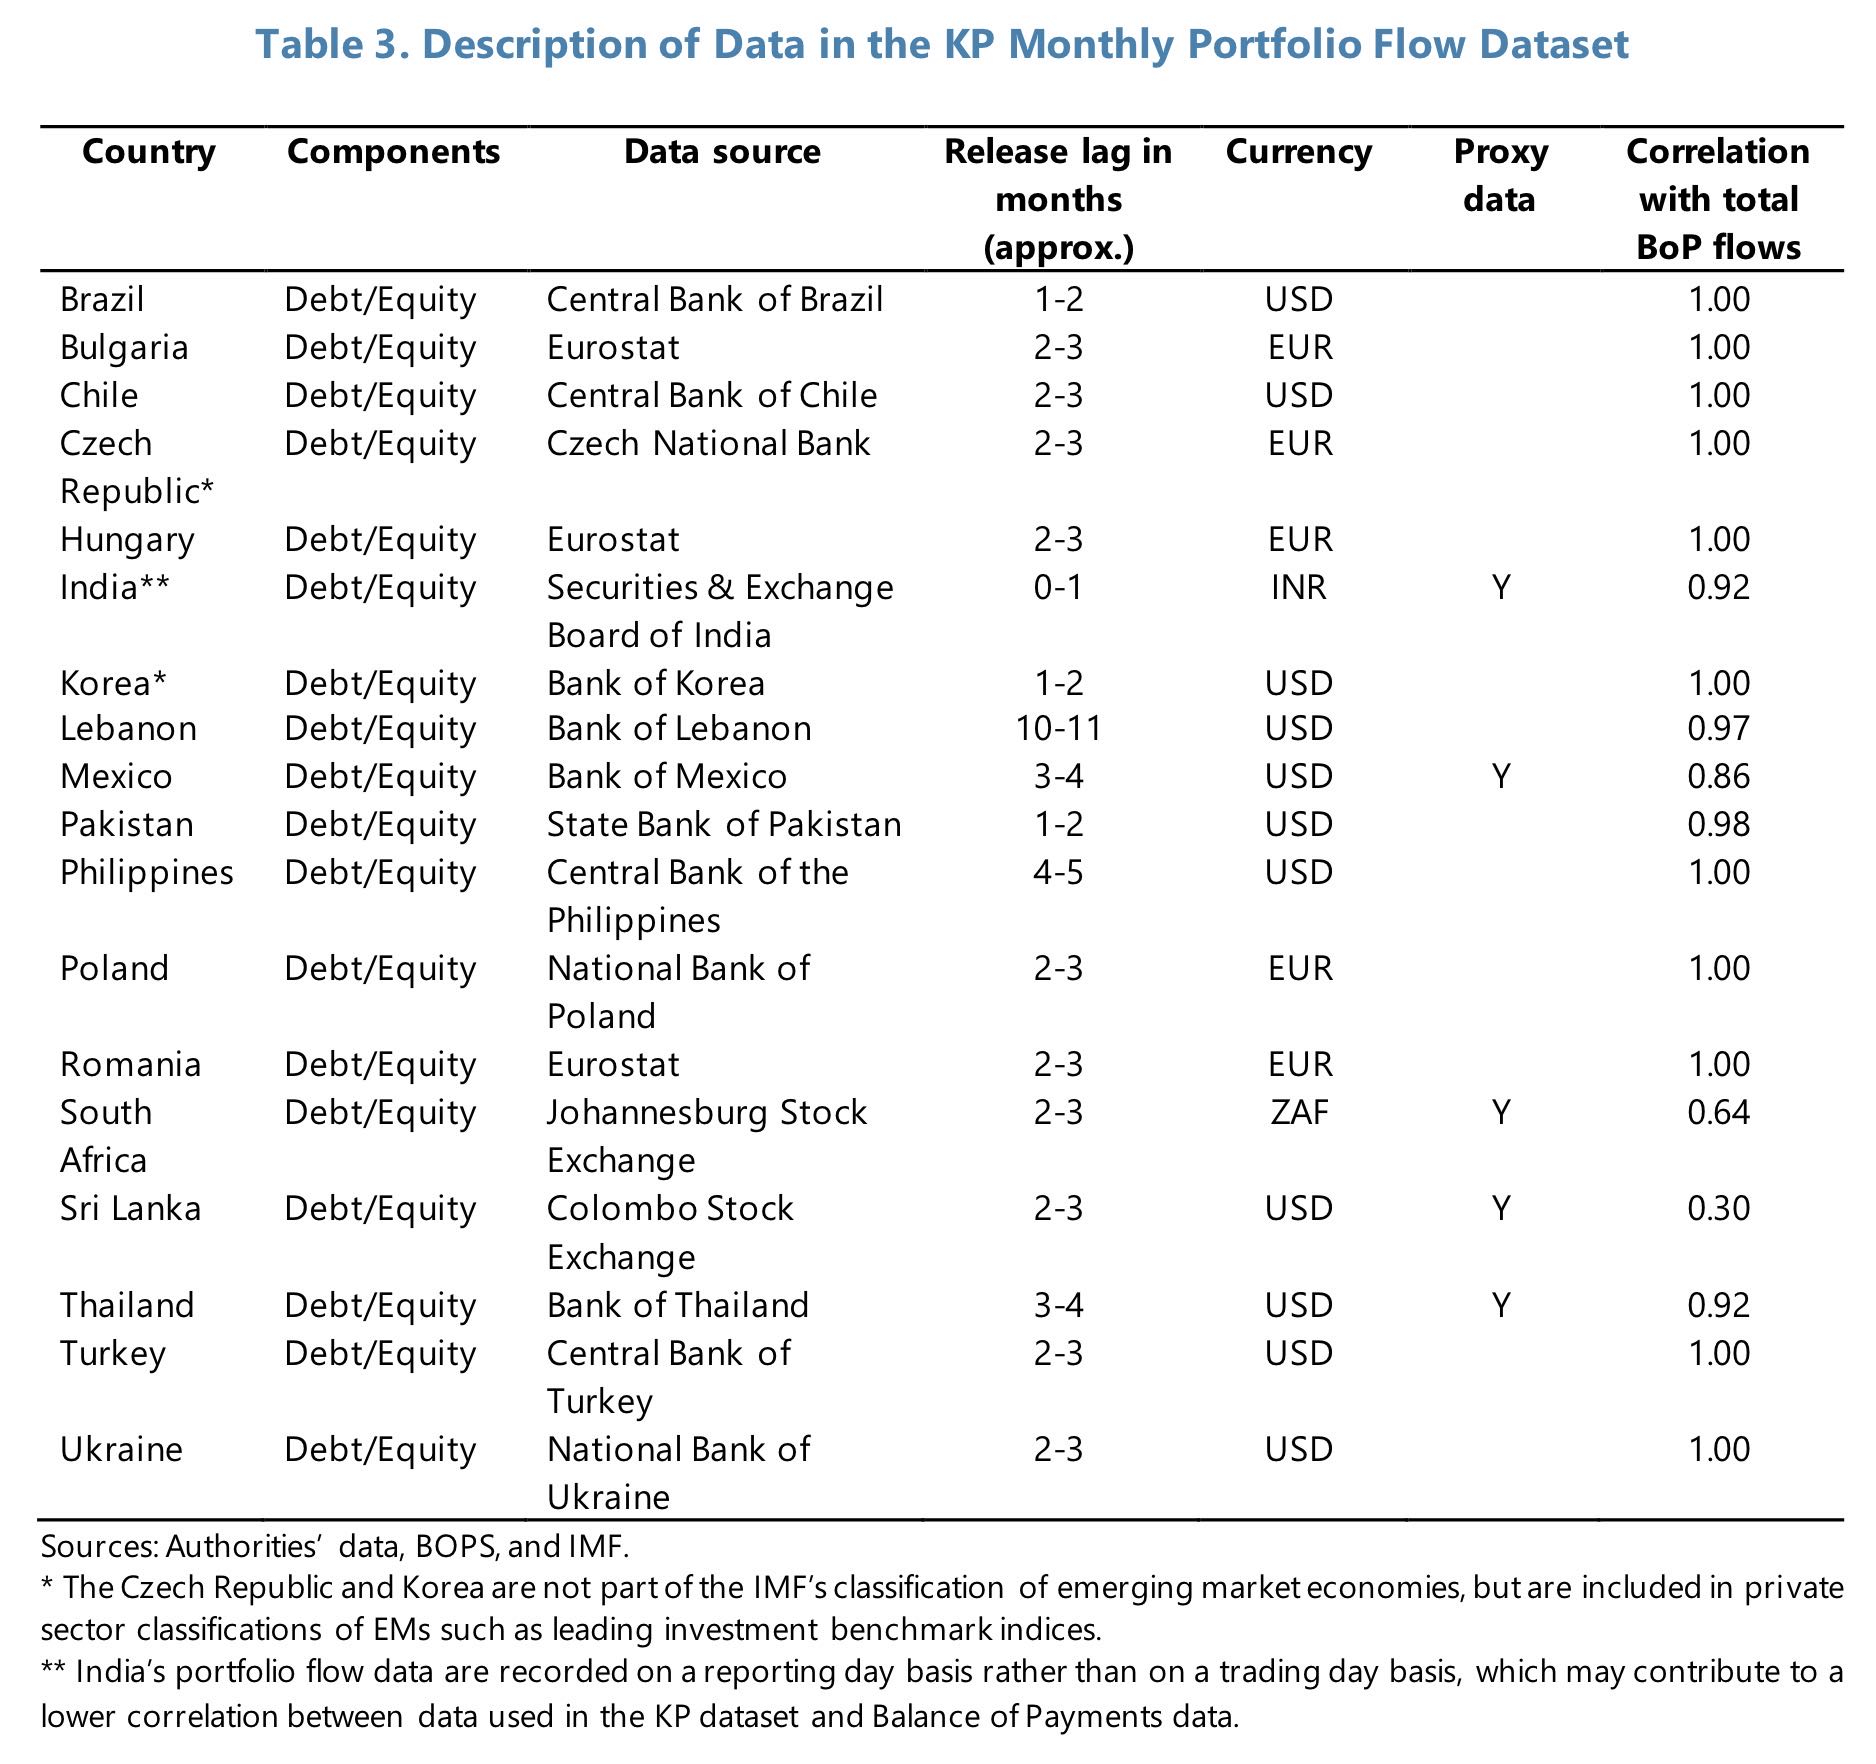 Table 3. Description of Data in the KP Monthly Portfolio Flow Dataset
Country Components Data source Release lag in months (approx.) Currency Proxy data Correlation with total BoP flows
Brazil Debt/Equity Central Bank of Brazil 1-2 USD 1.00
Bulgaria Debt/Equity Eurostat 2-3 EUR 1.00
Chile Debt/Equity Central Bank of Chile 2-3 USD 1.00
Czech Republic* Debt/Equity Czech National Bank 2-3 EUR 1.00
Hungary Debt/Equity Eurostat 2-3 EUR 1.00
India** Debt/Equity Securities & Exchange Board of India 0-1 INR Y 0.92
Korea* Debt/Equity Bank of Korea 1-2 USD 1.00
Lebanon Debt/Equity Bank of Lebanon 10-11 USD 0.97
Mexico Debt/Equity Bank of Mexico 3-4 USD Y 0.86
Pakistan Debt/Equity State Bank of Pakistan 1-2 USD 0.98
Philippines Debt/Equity Central Bank of the Philippines 4-5 USD 1.00
Poland Debt/Equity National Bank of Poland 2-3 EUR 1.00
Romania Debt/Equity Eurostat 2-3 EUR 1.00
South Africa Debt/Equity Johannesburg Stock Exchange 2-3 ZAF Y 0.64
Sri Lanka Debt/Equity Colombo Stock Exchange 2-3 USD Y 0.30
Thailand Debt/Equity Bank of Thailand 3-4 USD Y 0.92
Turkey Debt/Equity Central Bank of Turkey 2-3 USD 1.00
Ukraine Debt/Equity National Bank of Ukraine 2-3 USD 1.00
Sources: Authorities’ data, BOPS, and IMF.
* The Czech Republic and Korea are not part of the IMF’s classification of emerging market economies, but are included in private
sector classifications of EMs such as leading investment benchmark indices.
** India’s portfolio flow data are recorded on a reporting day basis rather than on a trading day basis, which may contribute to a
lower correlation between data used in the KP dataset and Balance of Payments data.